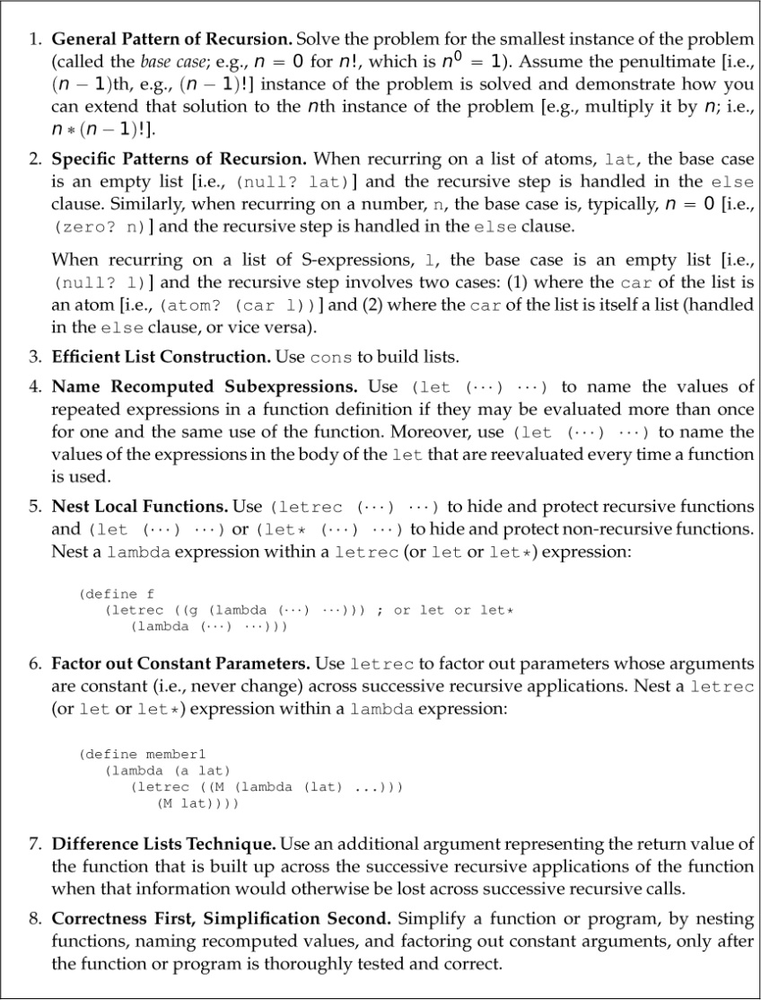 1. General Pattern of Recursion. Solve the problem for the smallest instance of the problem
(called the base case; e.g., n = 0 for n!, which is n⁰ = 1). Assume the penultimate [i.e.,
(n − 1)th, e.g., (n − 1)!] instance of the problem is solved and demonstrate how you
can extend that solution to the nth instance of the problem [e.g., multiply it by n; i.e.,
n ∗ (n − 1)!].
2. Specific Patterns of Recursion. When recurring on a list of atoms, lat, the base case
is an empty list [i.e., (null? lat)] and the recursive step is handled in the else
clause. Similarly, when recurring on a number, n, the base case is, typically, n = 0 [i.e.,
(zero? n)] and the recursive step is handled in the else clause.
When recurring on a list of S-expressions, l, the base case is an empty list [i.e.,
(null? l)] and the recursive step involves two cases: (1) where the car of the list is
an atom [i.e., (atom? (car l))] and (2) where the car of the list is itself a list (handled
in the else clause, or vice versa).
3. Efficient List Construction. Use cons to build lists.
4. Name Recomputed Subexpressions. Use (let (···) ···) to name the values of
repeated expressions in a function definition if they may be evaluated more than once
for one and the same use of the function. Moreover, use (let (···) ···) to name the
values of the expressions in the body of the let that are reevaluated every time a function
is used.
5. Nest Local Functions. Use (letrec (···) ···) to hide and protect recursive functions
and (let (···) ···) or (let* (···) ···) to hide and protect non-recursive functions.
Nest a lambda expression within a letrec (or let or let*) expression:
(define f
(letrec ((g (lambda (···) ···))) ; or let or let*
(lambda (···) ···)))
6. Factor out Constant Parameters. Use letrec to factor out parameters whose arguments
are constant (i.e., never change) across successive recursive applications. Nest a letrec
(or let or let*) expression within a lambda expression:
(define member1
(lambda (a lat)
(letrec ((M (lambda (lat) ...)))
(M lat))))
7. Difference Lists Technique. Use an additional argument representing the return value of
the function that is built up across the successive recursive applications of the function
when that information would otherwise be lost across successive recursive calls.
8. Correctness First, Simplification Second. Simplify a function or program, by nesting
functions, naming recomputed values, and factoring out constant arguments, only after
the function or program is thoroughly tested and correct.